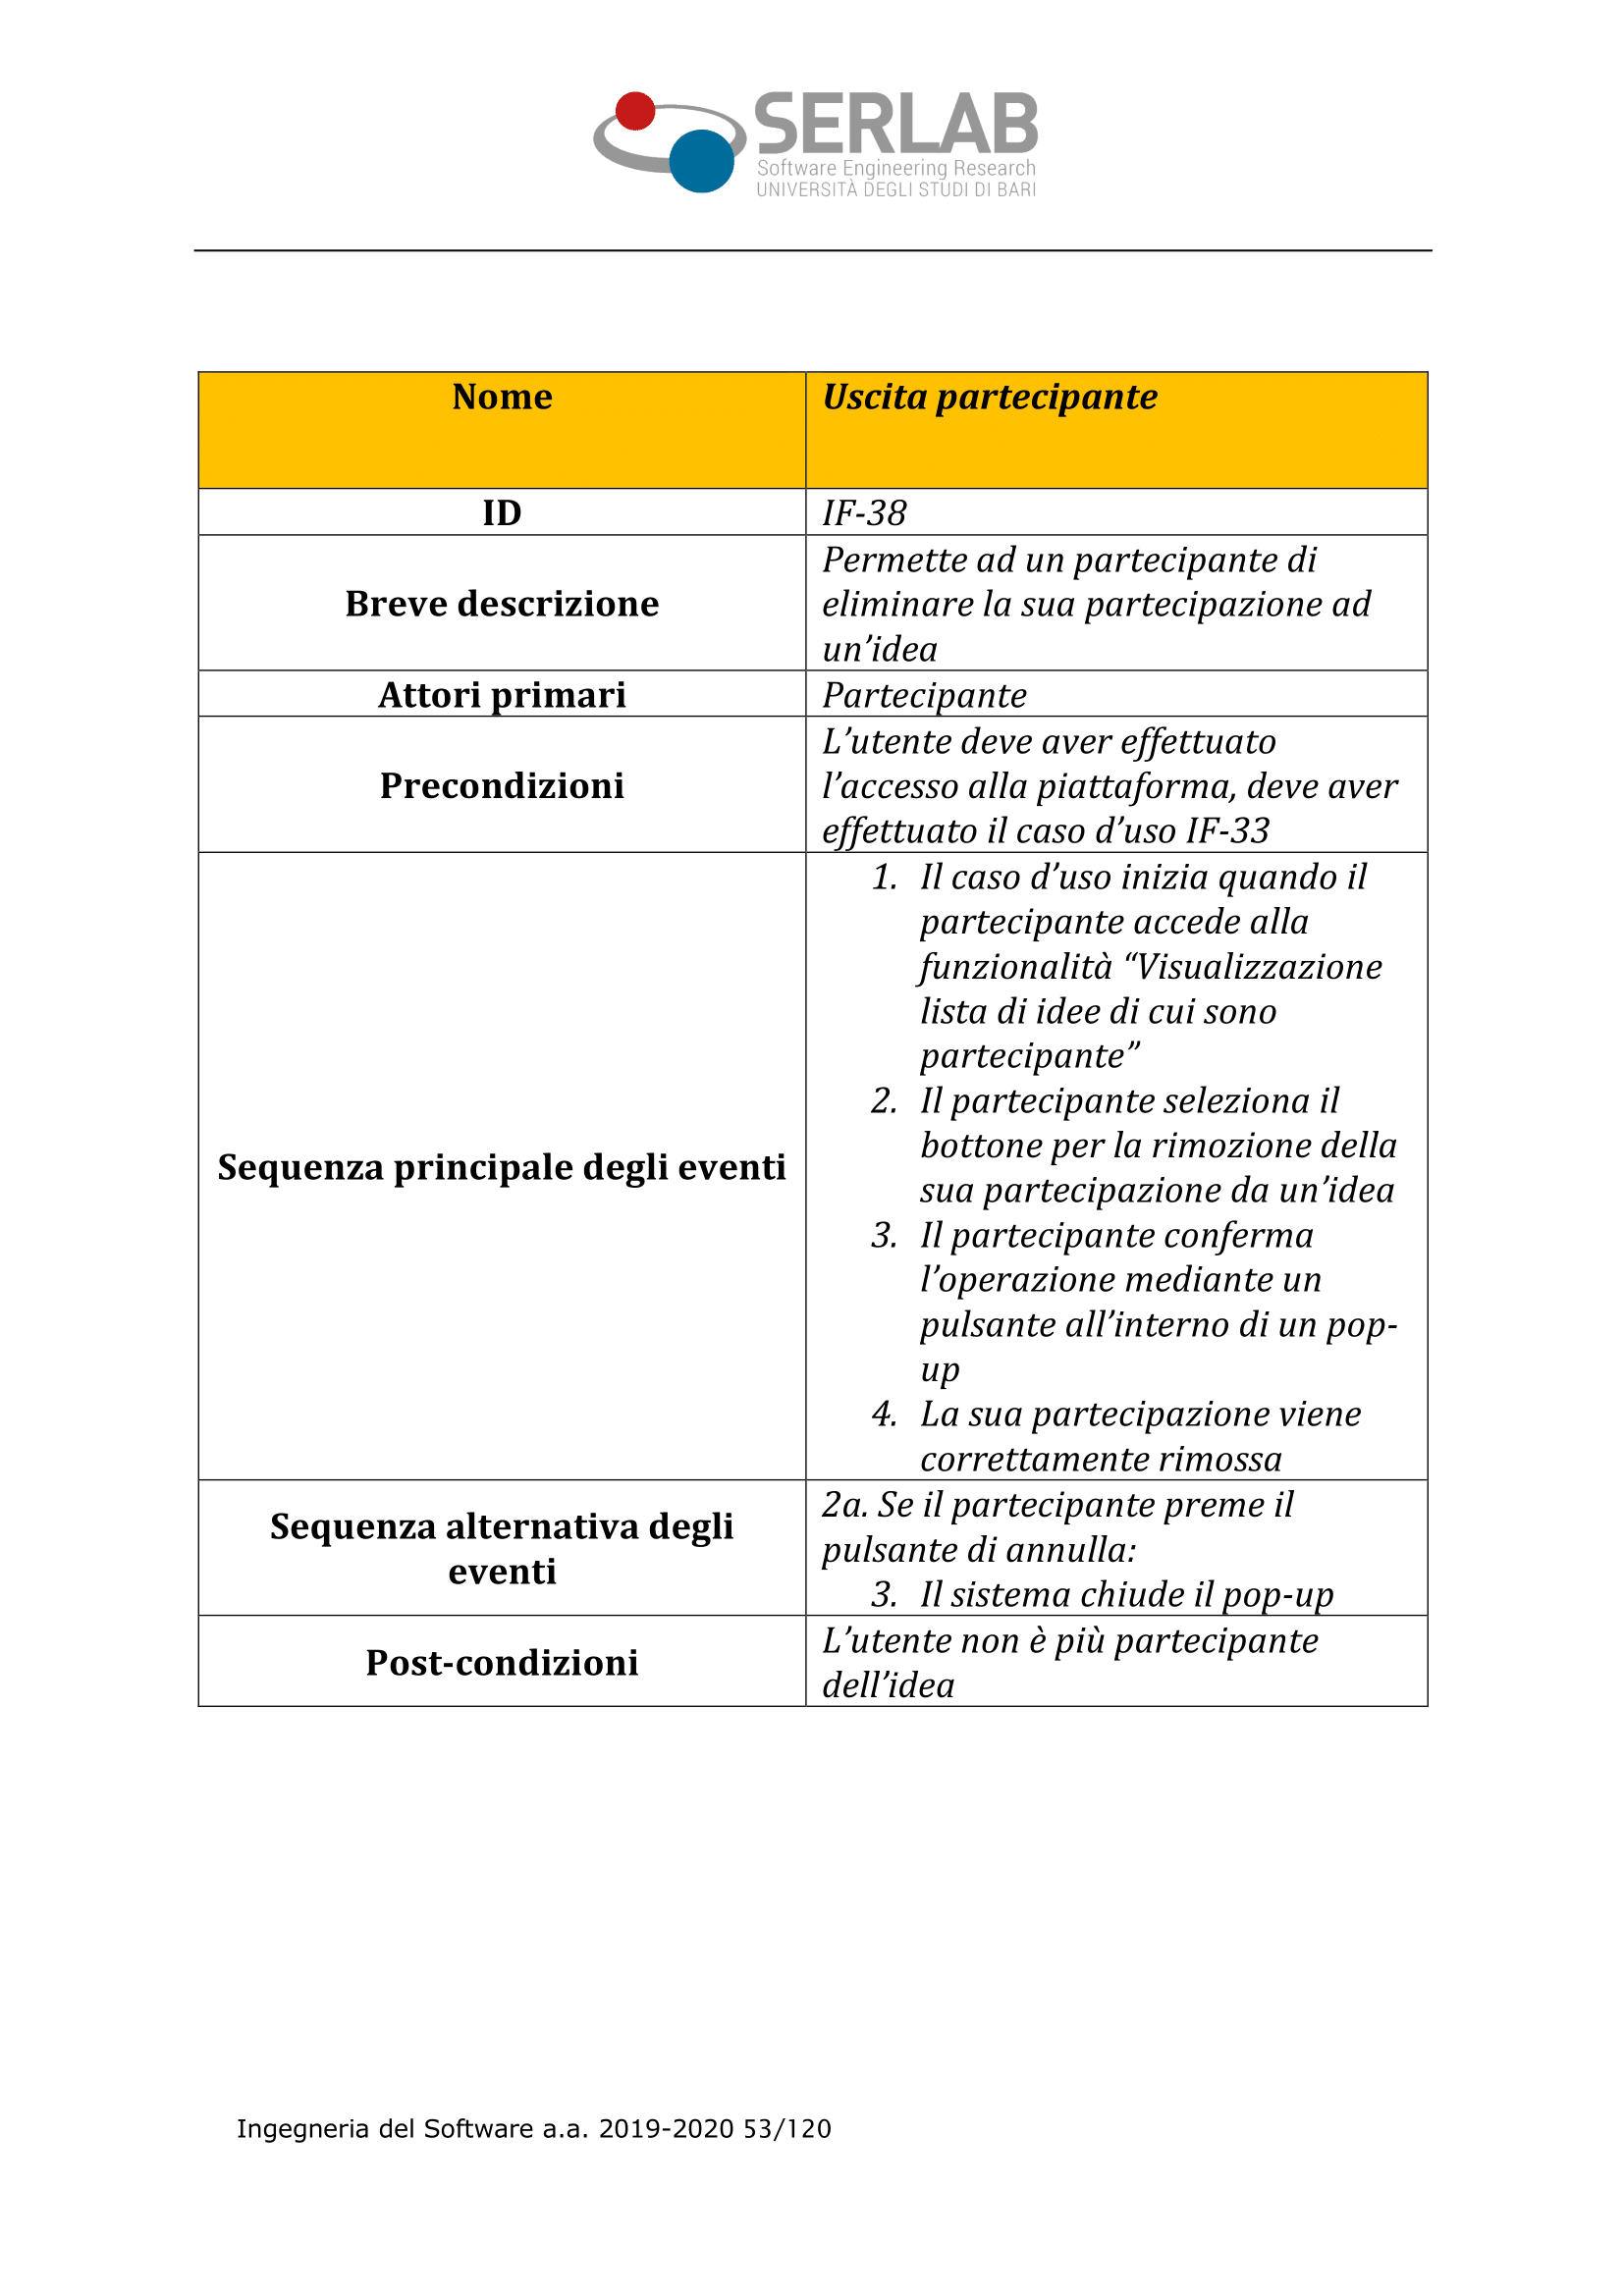 SERLAB
Software Engineering Research
UNIVERSITÀ DEGLI STUDI DI BARI
Nome
Uscita partecipante
ID
IF-38
Breve descrizione
Permette ad un partecipante di
eliminare la sua partecipazione ad
un’idea
Attori primari
Partecipante
Precondizioni
L’utente deve aver effettuato
l’accesso alla piattaforma, deve aver
effettuato il caso d’uso IF-33
Sequenza principale degli eventi
1. Il caso d’uso inizia quando il
partecipante accede alla
funzionalità “Visualizzazione
lista di idee di cui sono
partecipante”
2. Il partecipante seleziona il
bottone per la rimozione della
sua partecipazione da un’idea
3. Il partecipante conferma
l’operazione mediante un
pulsante all’interno di un pop-
up
4. La sua partecipazione viene
correttamente rimossa
Sequenza alternativa degli
eventi
2a. Se il partecipante preme il
pulsante di annulla:
3. Il sistema chiude il pop-up
Post-condizioni
L’utente non è più partecipante
dell’idea
Ingegneria del Software a.a. 2019-2020 53/120